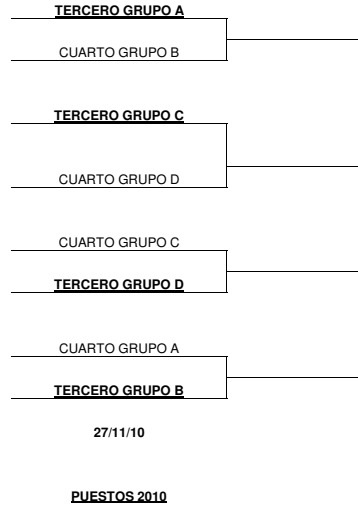 TERCERO GRUPO A
CUARTO GRUPO B
TERCERO GRUPO C
CUARTO GRUPO D
CUARTO GRUPO C
TERCERO GRUPO D
CUARTO GRUPO A
TERCERO GRUPO B
27/11/10
PUESTOS 2010